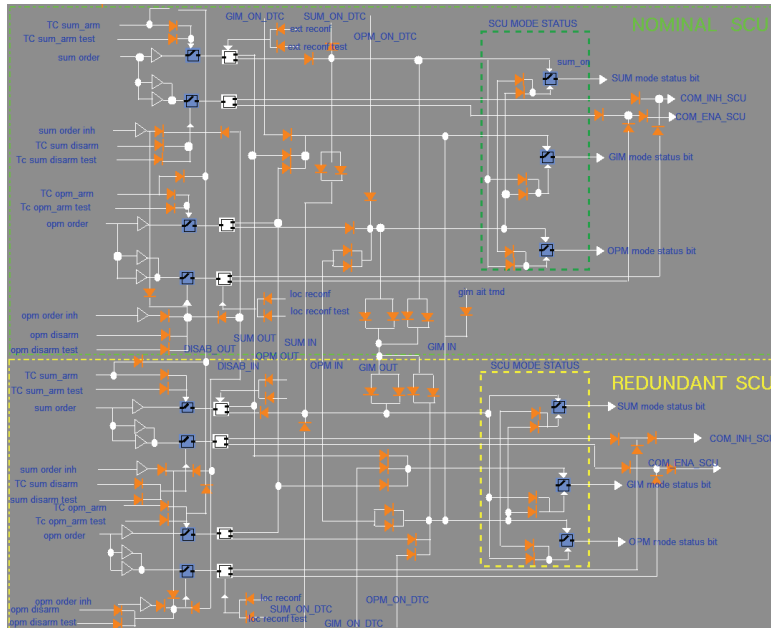 GIM_ON_DTC SUM_ON_DTC
TC sum_arm
ext reconf
SCU MODE STATUS
NOMINAL SCU
TC sum_arm test
OPM_ON_DTC
ext reconf test
sum order
sum_on
SUM mode status bit
COM_INH_SCU
COM_ENA_SCU
sum order inh
Tc sum disarm
Tc sum disarm test
GIM mode status bit
TC opm_arm
Tc opm_arm test
opm order
OPM mode status bit
loc reconf
gim ait tmd
loc reconf test
opm order inh
opm disarm
SUM OUT
SUM IN
GIM IN
opm disarm test
DISAB_OUT
OPM OUT
DISAB_IN
OPM IN
GIM OUT
SCU MODE STATUS
TC sum_arm
REDUNDANT SCU
TC sum_arm test
sum order
SUM mode status bit
COM_INH_SCU
sum order inh
COM_ENA_SCU
TC sum disarm
GIM mode status bit
sum disarm test
TC opm_arm
Tc opm_arm test
opm order
OPM mode status bit
opm order inh
loc reconf
OPM_ON_DTC
opm disarm
SUM_ON_DTC
loc reconf test
opm disarm test
GIM_ON_DTC